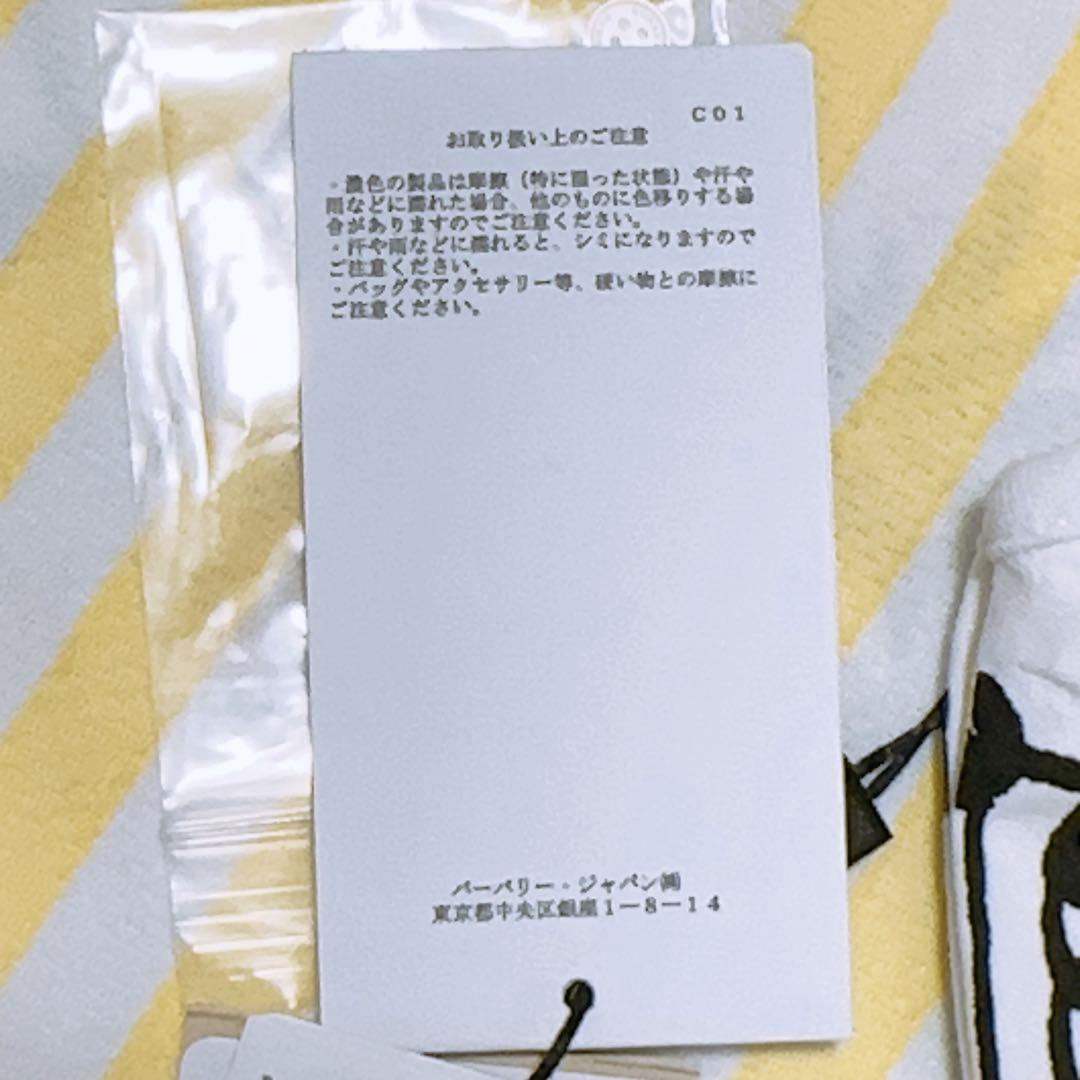 C01
お取り扱い上のご注意
・濃色の製品は摩擦（特に湿った状態）や汗や
雨などに濡れた場合、他のものに色移りする場
合がありますのでご注意ください。
・汗や雨などに濡れると、シミになりますので
ご注意ください。
・バッグやアクセサリー等、硬い物との摩擦に
ご注意ください。
バーバリー・ジャパン㈱
東京都中央区銀座1－8－14